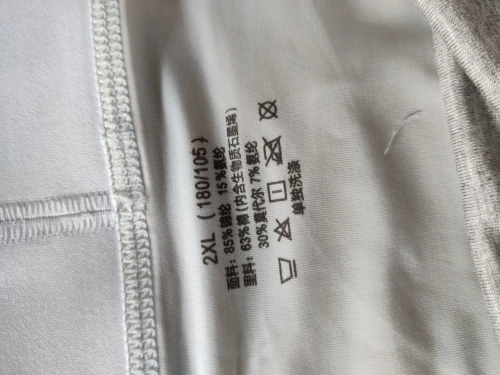 2XL (180/105)
面料: 85%锦纶 15%氨纶
里料: 63%棉(内含生物质石墨烯)
30%莫代尔 7%氨纶
单独洗涤